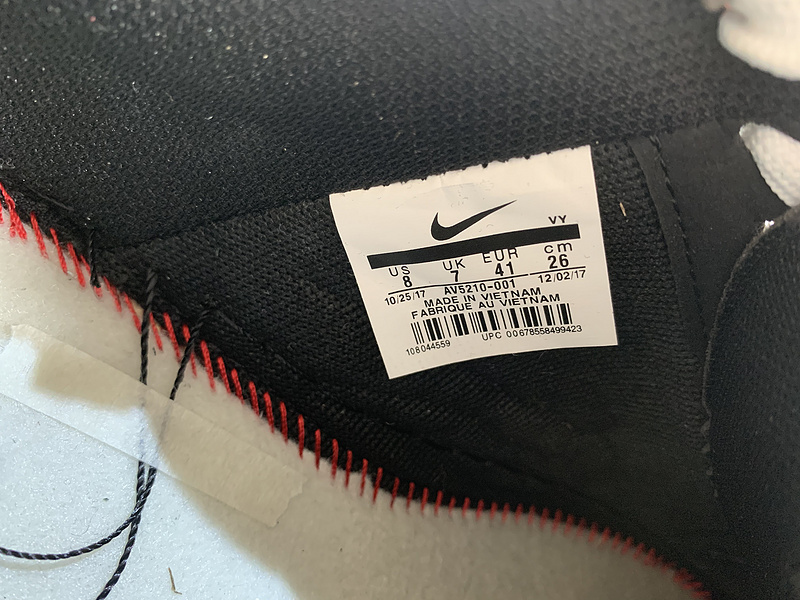 VY
US UK EUR cm
8 7 41 26
10/25/17 AV5210-001 12/02/17
MADE IN VIETNAM
FABRIQUE AU VIETNAM
108044559 UPC 00678558499423